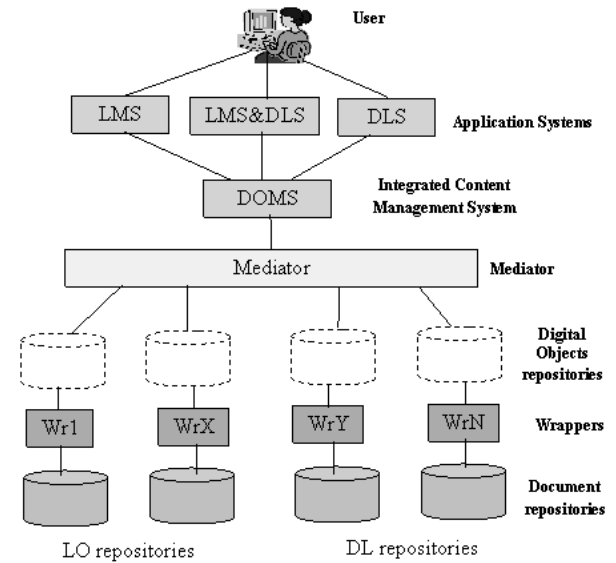 User
LMS
LMS&DLS
DLS
Application Systems
DOMS
Integrated Content
Management System
Mediator
Mediator
Digital
Objects
repositories
Wr1
WrX
WrY
WrN
Wrappers
Document
repositories
LO repositories
DL repositories